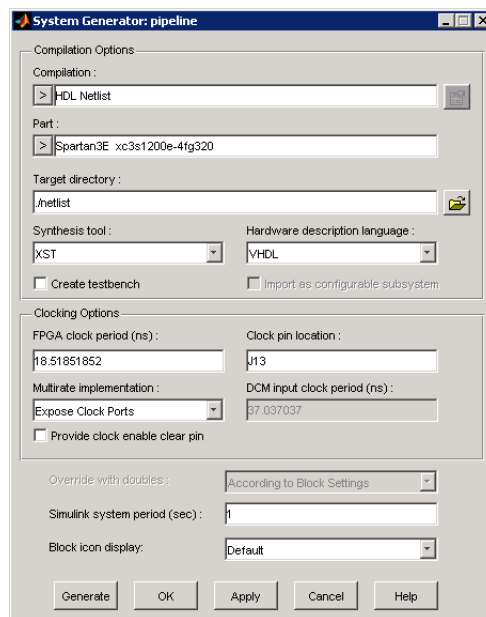 System Generator: pipeline
Compilation Options
Compilation :
> HDL Netlist
Part :
> Spartan3E xc3s1200e-4fg320
Target directory :
./netlist
Synthesis tool : Hardware description language :
XST VHDL
Create testbench Import as configurable subsystem
Clocking Options
FPGA clock period (ns) : Clock pin location :
18.51851852 J13
Multirate implementation : DCM input clock period (ns) :
Expose Clock Ports 37.037037
Provide clock enable clear pin
Override with doubles : According to Block Settings
Simulink system period (sec) : 1
Block icon display: Default
Generate OK Apply Cancel Help